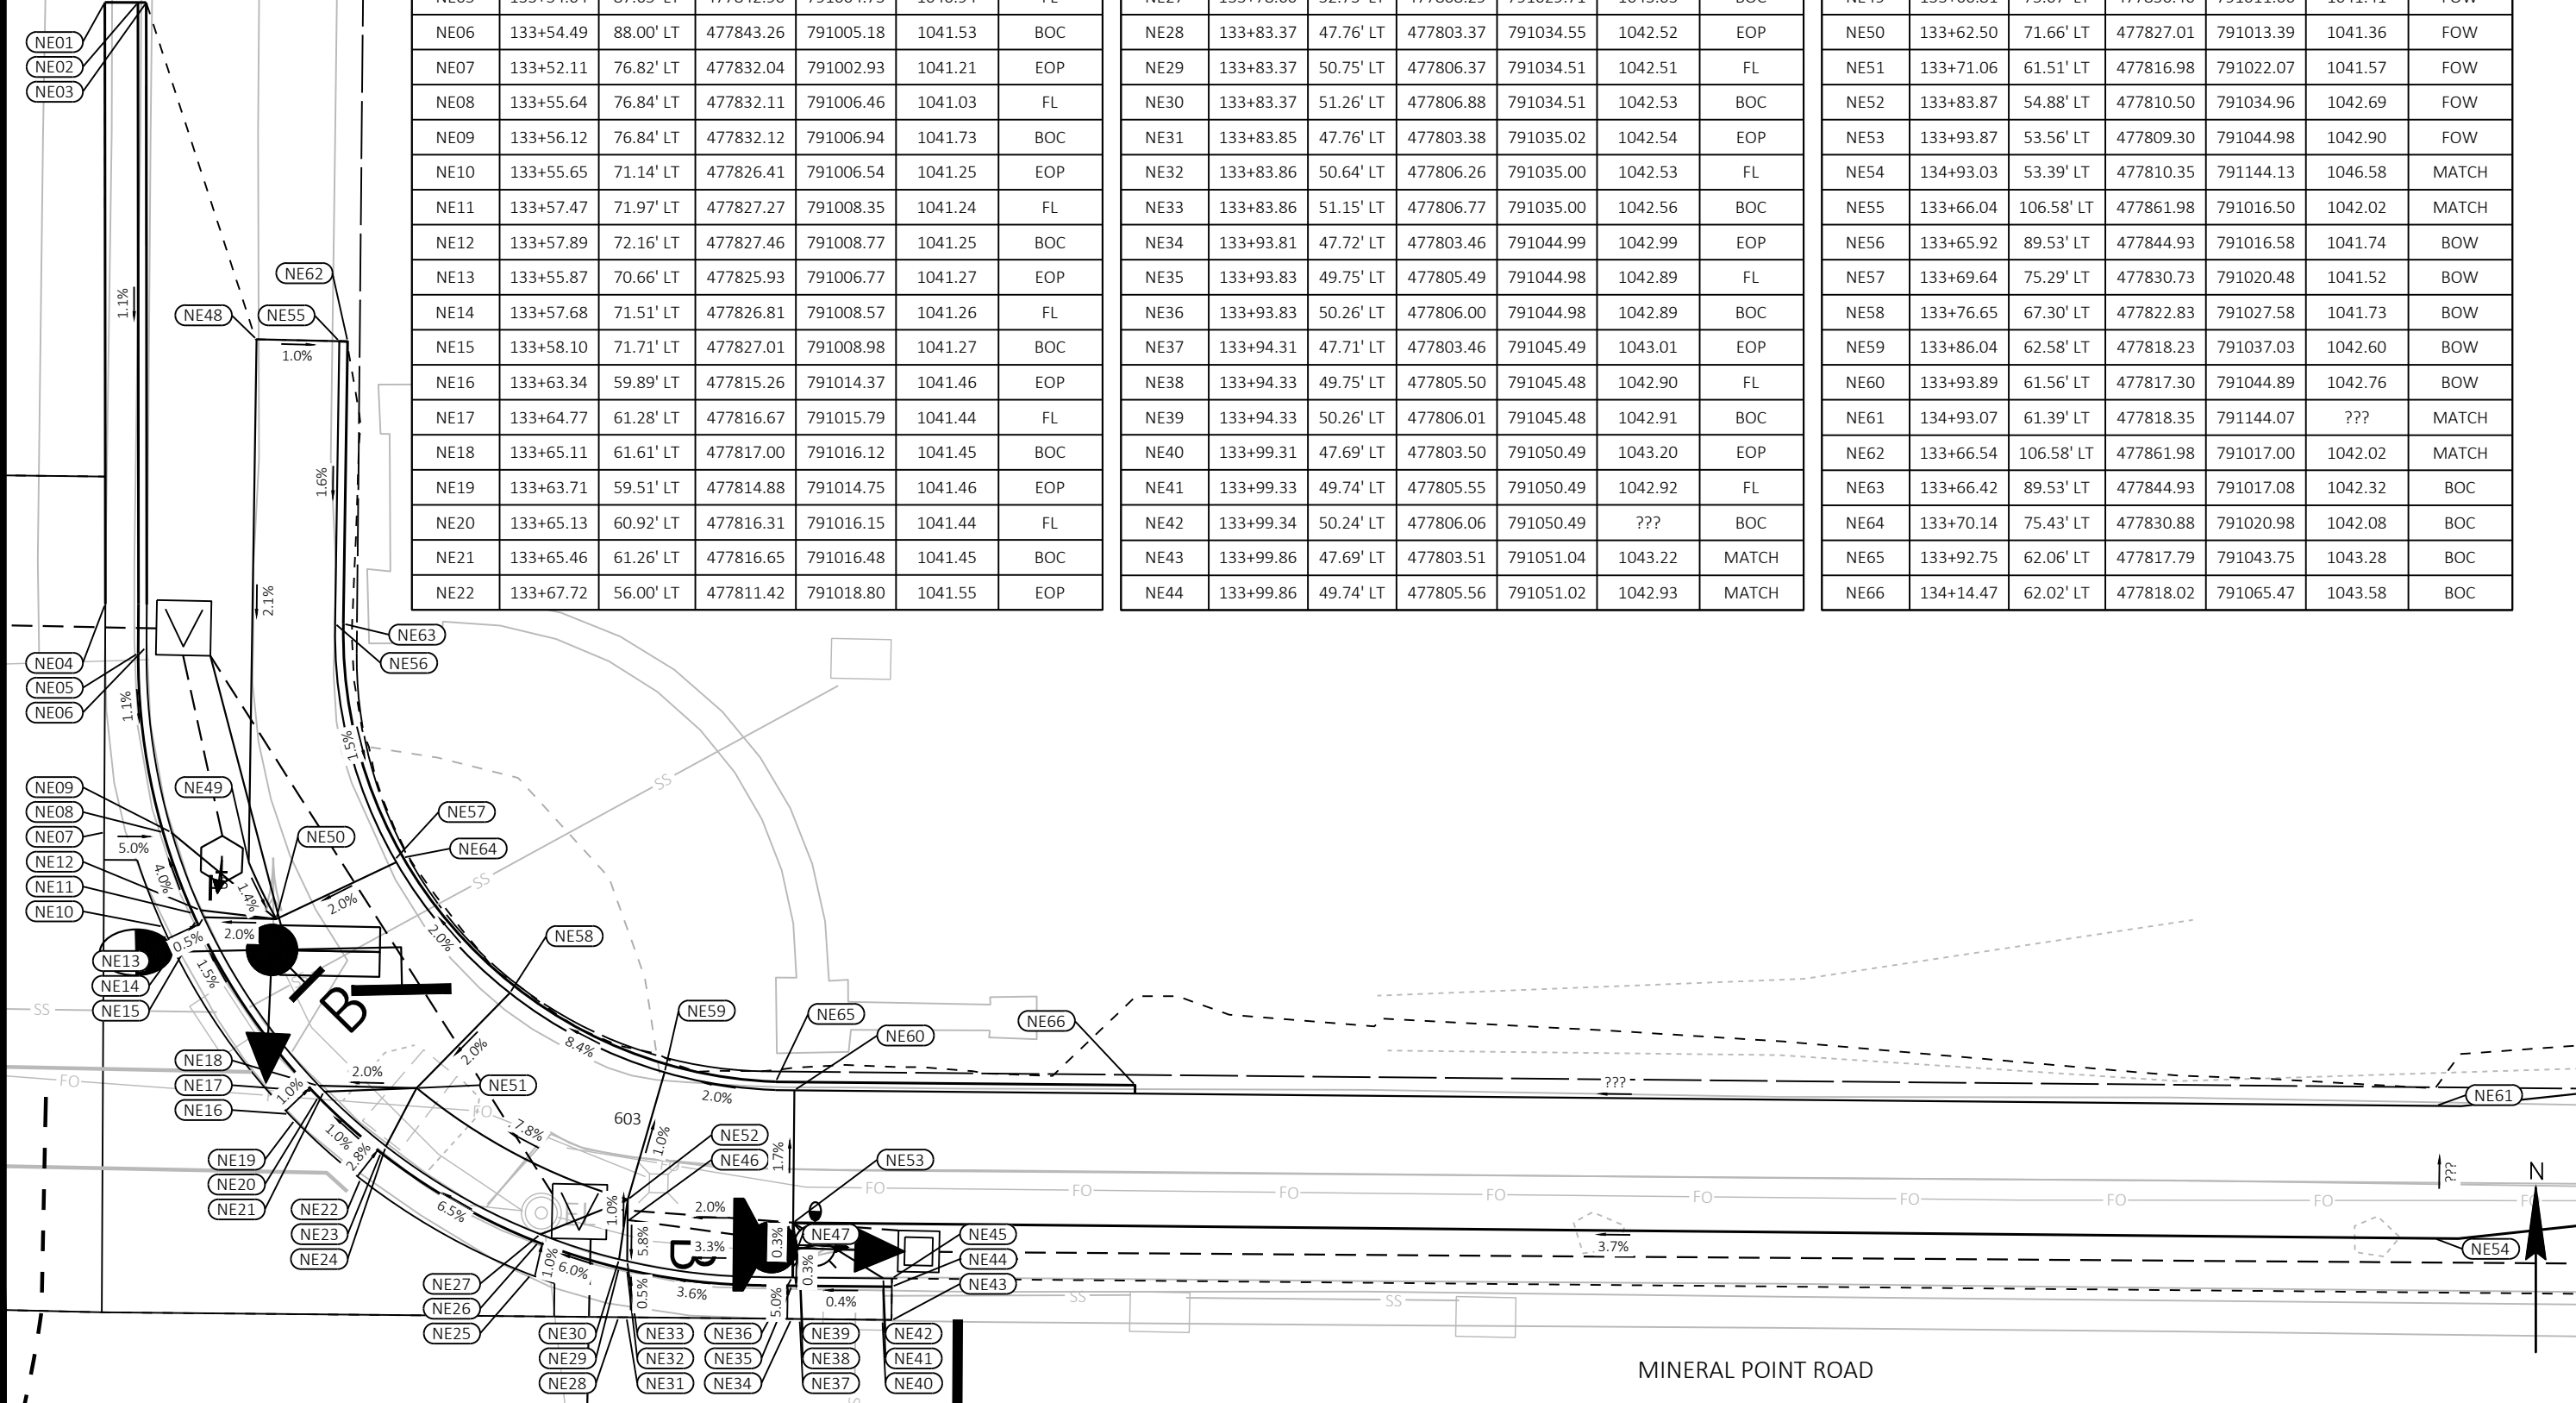 NE06 133+54.49 88.00' LT 477843.26 791005.18 1041.53 BOC
NE07 133+52.11 76.82' LT 477832.04 791002.93 1041.21 EOP
NE08 133+55.64 76.84' LT 477832.11 791006.46 1041.03 FL
NE09 133+56.12 76.84' LT 477832.12 791006.94 1041.73 BOC
NE10 133+55.65 71.14' LT 477826.41 791006.54 1041.25 EOP
NE11 133+57.47 71.97' LT 477827.27 791008.35 1041.24 FL
NE12 133+57.89 72.16' LT 477827.46 791008.77 1041.25 BOC
NE13 133+55.87 70.66' LT 477825.93 791006.77 1041.27 EOP
NE14 133+57.68 71.51' LT 477826.81 791008.57 1041.26 FL
NE15 133+58.10 71.71' LT 477827.01 791008.98 1041.27 BOC
NE16 133+63.34 59.89' LT 477815.26 791014.37 1041.46 EOP
NE17 133+64.77 61.28' LT 477816.67 791015.79 1041.44 FL
NE18 133+65.11 61.61' LT 477817.00 791016.12 1041.45 BOC
NE19 133+63.71 59.51' LT 477814.88 791014.75 1041.46 EOP
NE20 133+65.13 60.92' LT 477816.31 791016.15 1041.44 FL
NE21 133+65.46 61.26' LT 477816.65 791016.48 1041.45 BOC
NE22 133+67.72 56.00' LT 477811.42 791018.80 1041.55 EOP
NE28 133+83.37 47.76' LT 477803.37 791034.55 1042.52 EOP
NE29 133+83.37 50.75' LT 477806.37 791034.51 1042.51 FL
NE30 133+83.37 51.26' LT 477806.88 791034.51 1042.53 BOC
NE31 133+83.85 47.76' LT 477803.38 791035.02 1042.54 EOP
NE32 133+83.86 50.64' LT 477806.26 791035.00 1042.53 FL
NE33 133+83.86 51.15' LT 477806.77 791035.00 1042.56 BOC
NE34 133+93.81 47.72' LT 477803.46 791044.99 1042.99 EOP
NE35 133+93.83 49.75' LT 477805.49 791044.98 1042.89 FL
NE36 133+93.83 50.26' LT 477806.00 791044.98 1042.89 BOC
NE37 133+94.31 47.71' LT 477803.46 791045.49 1043.01 EOP
NE38 133+94.33 49.75' LT 477805.50 791045.48 1042.90 FL
NE39 133+94.33 50.26' LT 477806.01 791045.48 1042.91 BOC
NE40 133+99.31 47.69' LT 477803.50 791050.49 1043.20 EOP
NE41 133+99.33 49.74' LT 477805.55 791050.49 1042.92 FL
NE42 133+99.34 50.24' LT 477806.06 791050.49 ??? BOC
NE43 133+99.86 47.69' LT 477803.51 791051.04 1043.22 MATCH
NE44 133+99.86 49.74' LT 477805.56 791051.02 1042.93 MATCH
NE50 133+62.50 71.66' LT 477827.01 791013.39 1041.36 FOW
NE51 133+71.06 61.51' LT 477816.98 791022.07 1041.57 FOW
NE52 133+83.87 54.88' LT 477810.50 791034.96 1042.69 FOW
NE53 133+93.87 53.56' LT 477809.30 791044.98 1042.90 FOW
NE54 134+93.03 53.39' LT 477810.35 791144.13 1046.58 MATCH
NE55 133+66.04 106.58' LT 477861.98 791016.50 1042.02 MATCH
NE56 133+65.92 89.53' LT 477844.93 791016.58 1041.74 BOW
NE57 133+69.64 75.29' LT 477830.73 791020.48 1041.52 BOW
NE58 133+76.65 67.30' LT 477822.83 791027.58 1041.73 BOW
NE59 133+86.04 62.58' LT 477818.23 791037.03 1042.60 BOW
NE60 133+93.89 61.56' LT 477817.30 791044.89 1042.76 BOW
NE61 134+93.07 61.39' LT 477818.35 791144.07 ??? MATCH
NE62 133+66.54 106.58' LT 477861.98 791017.00 1042.02 MATCH
NE63 133+66.42 89.53' LT 477844.93 791017.08 1042.32 BOC
NE64 133+70.14 75.43' LT 477830.88 791020.98 1042.08 BOC
NE65 133+92.75 62.06' LT 477817.79 791043.75 1043.28 BOC
NE66 134+14.47 62.02' LT 477818.02 791065.47 1043.58 BOC
NE01
NE02
NE03
NE62
1.1%
NE48
NE55
1.0%
1.6%
2.1%
NE63
NE56
NE04
NE05
NE06
1.1%
1.5%
SS
NE09
NE49
NE08
NE57
NE07
NE50
5.0%
NE64
NE12
4.0%
SS
NE11
1.4%
2.0%
NE10
2.0%
0.5%
2.0%
NE58
NE13
1.5%
NE14
B
NE15
SS
NE59
NE65
NE66
NE60
8.4%
2.0%
NE18
NE17
FO
1.0%
NE51
???
2.0%
NE61
NE16
FO
603
7.8%
1.0%
NE52
1.0%
2.8%
NE19
NE46
1.7%
NE53
FO
???
N
NE20
NE21
FO FO FO FO FO FO FO FO
6.5%
1.0%
2.0%
NE22
NE23
NE24
5.8%
B
3.3%
0.3%
NE47
NE45
NE44
NE43
3.7%
NE54
1.0%
6.0%
0.3%
NE27
NE26
NE25
0.5%
3.6%
5.0%
0.4%
SS
SS
NE30
NE33
NE36
NE39
NE42
NE29
NE32
NE35
NE38
NE41
NE28
NE31
NE34
NE37
NE40
MINERAL POINT ROAD